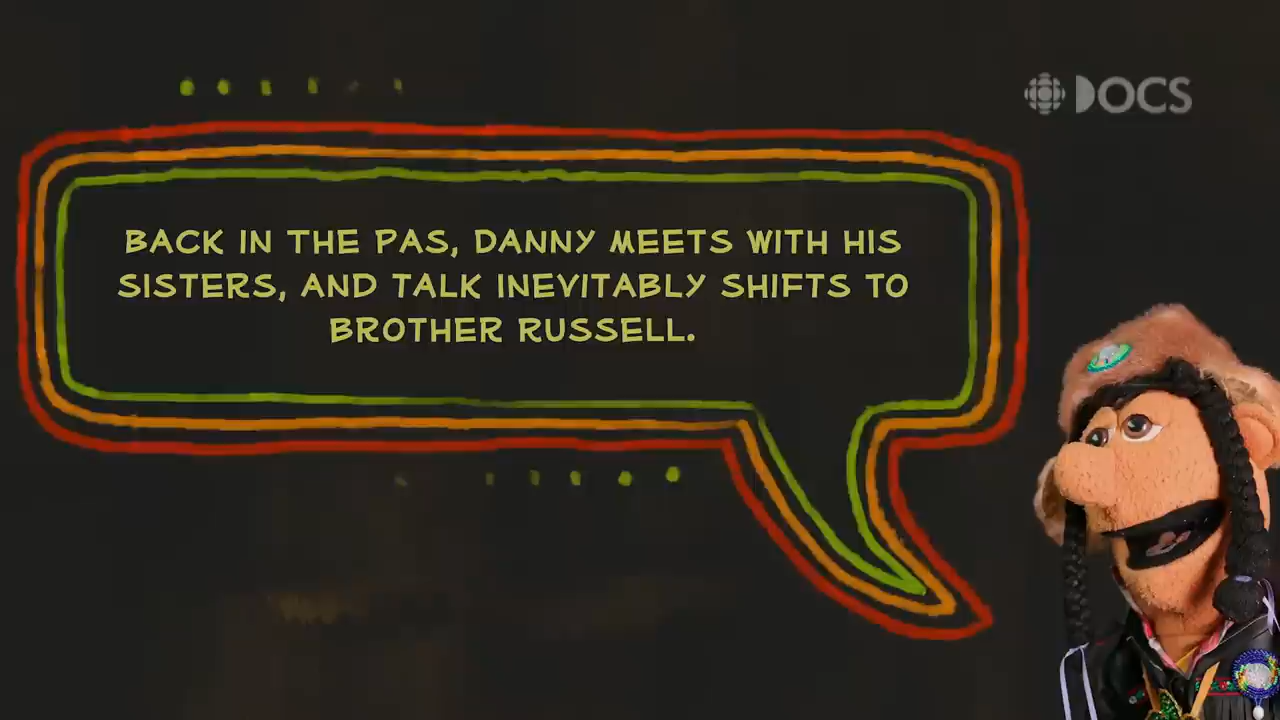 DOCS
BACK IN THE PAS, DANNY MEETS WITH HIS
SISTERS, AND TALK INEVITABLY SHIFTS TO
BROTHER RUSSELL.